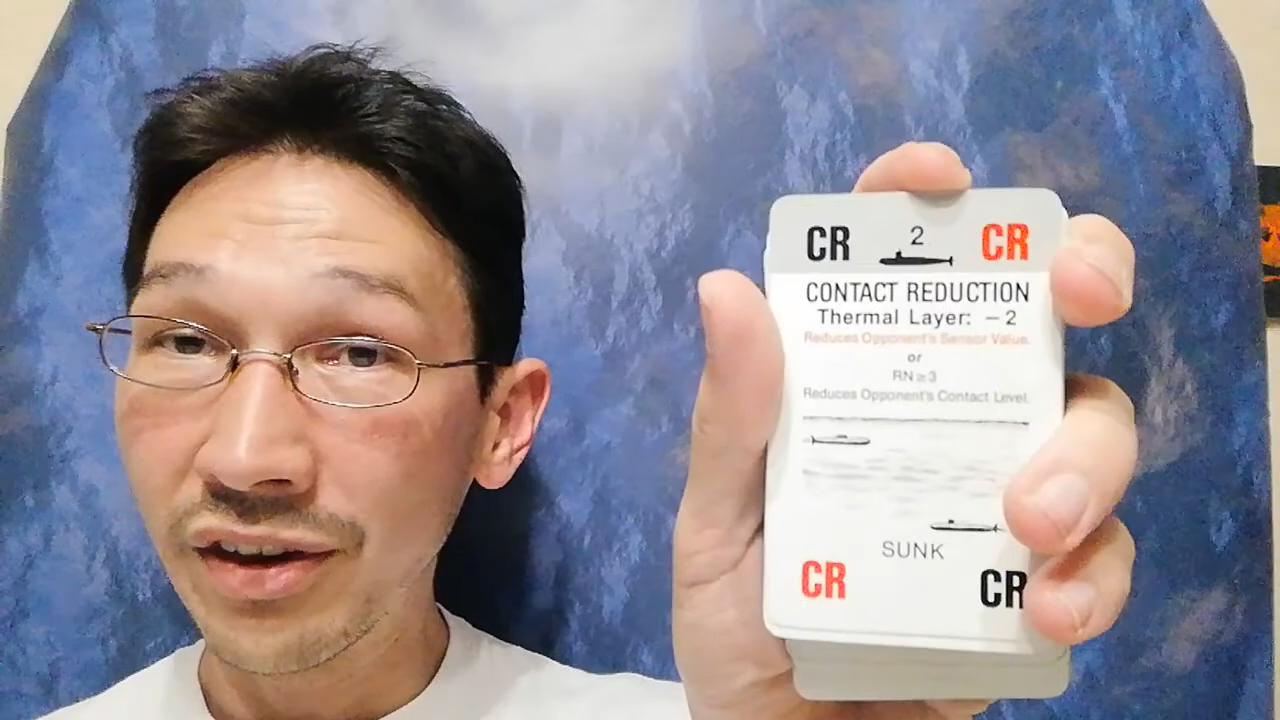 CR 2 CR
CONTACT REDUCTION
Thermal Layer: – 2
Reduces Opponent's Sensor Value.
or
RN ≥ 3
Reduces Opponent's Contact Level.
SUNK
CR CR